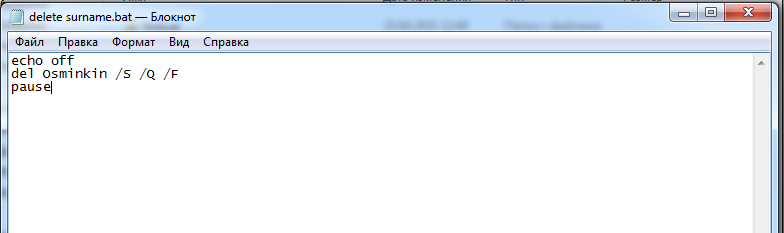 delete surname.bat — Блокнот
Файл Правка Формат Вид Справка
echo off
del Osminkin /S /Q /F
pause